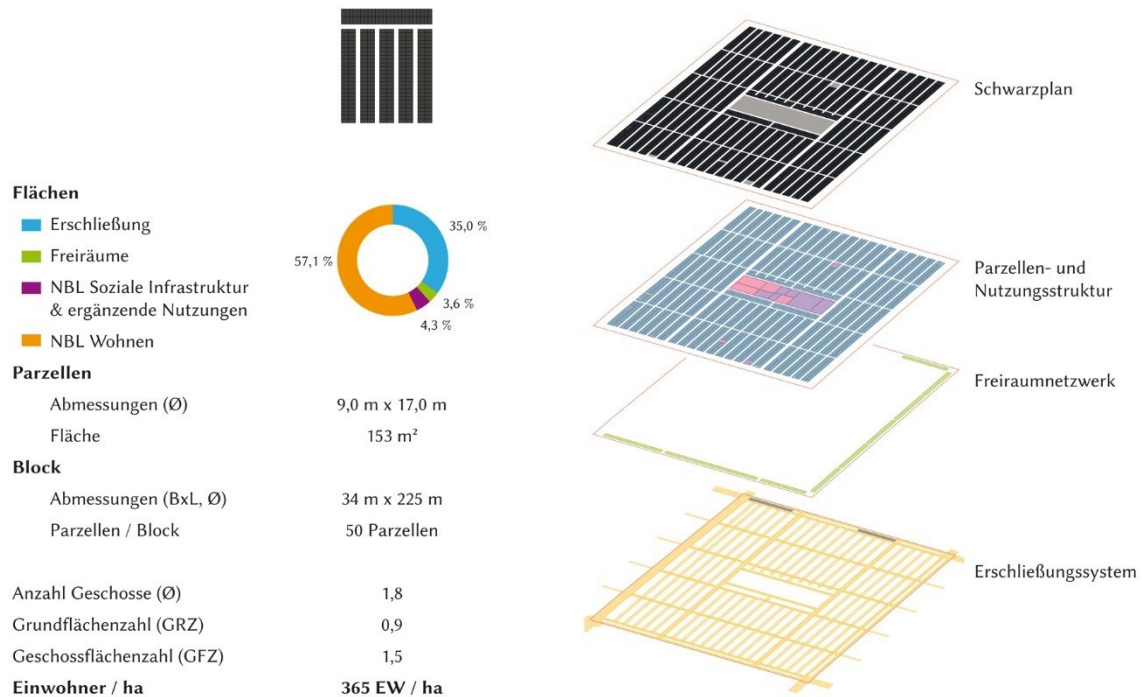 Flächen
Erschließung
Freiräume
NBL Soziale Infrastruktur
& ergänzende Nutzungen
NBL Wohnen
35,0 %
57,1 %
3,6 %
4,3 %
Parzellen
Abmessungen (Ø) 9,0 m x 17,0 m
Fläche 153 m²
Block
Abmessungen (BxL, Ø) 34 m x 225 m
Parzellen / Block 50 Parzellen
Anzahl Geschosse (Ø) 1,8
Grundflächenzahl (GRZ) 0,9
Geschossflächenzahl (GFZ) 1,5
Einwohner / ha 365 EW / ha
Schwarzplan
Parzellen- und
Nutzungsstruktur
Freiraumnetzwerk
Erschließungssystem